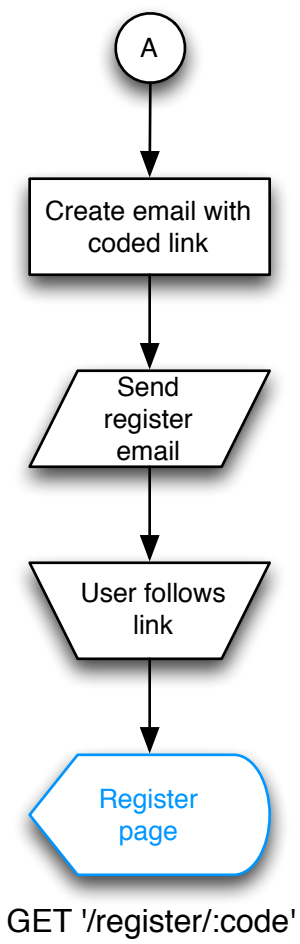 A
Create email with
coded link
Send
register
email
User follows
link
Register
page
GET '/register/:code'